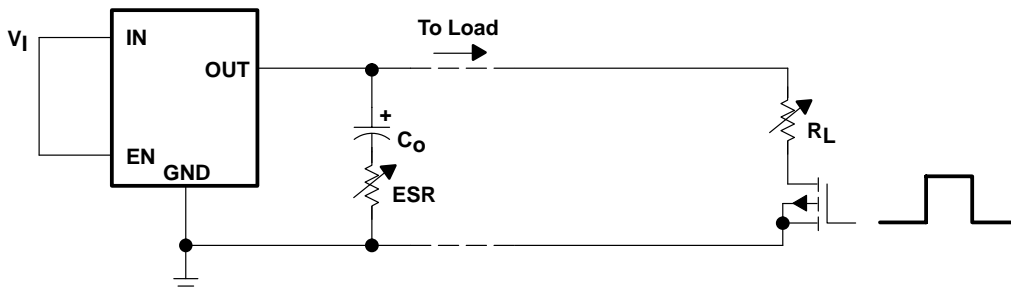 To Load
V_I
IN
OUT
+
C_o
R_L
EN
GND
ESR